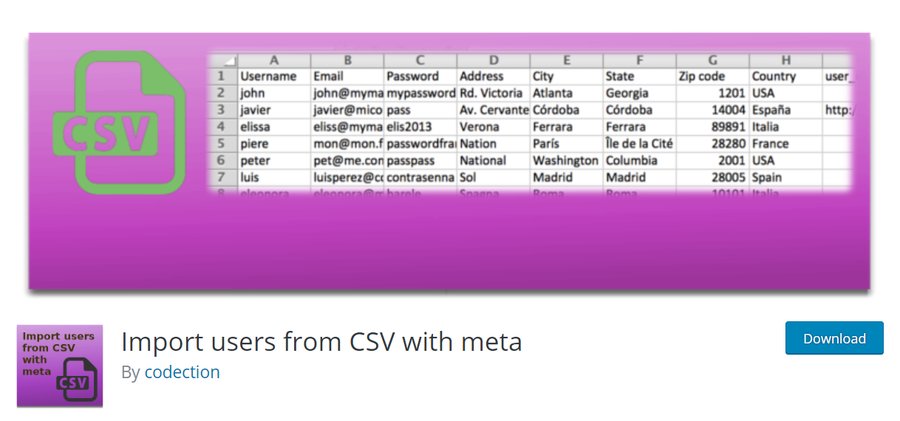 A B C D E F G H
1 Username Email Password Address City State Zip code Country user_
2 john john@myma mypassword Rd. Victoria Atlanta Georgia 1201 USA
3 javier javier@mico pass Av. Cervante Córdoba Córdoba 14004 España http:/
4 elissa eliss@myma elis2013 Verona Ferrara Ferrara 89891 Italia
5 piere mon@mon.f passwordfra Nation París Île de la Cité 28280 France
6 peter pet@me.con passpass National Washington Columbia 2001 USA
7 luis luisperez@co contrasenna Sol Madrid Madrid 28005 Spain
8 eleonora eleonora@m barele Spagna Roma Roma 10101 Italia
CSV
Import users
from CSV
with
meta
CSV
Import users from CSV with meta
By codection
Download